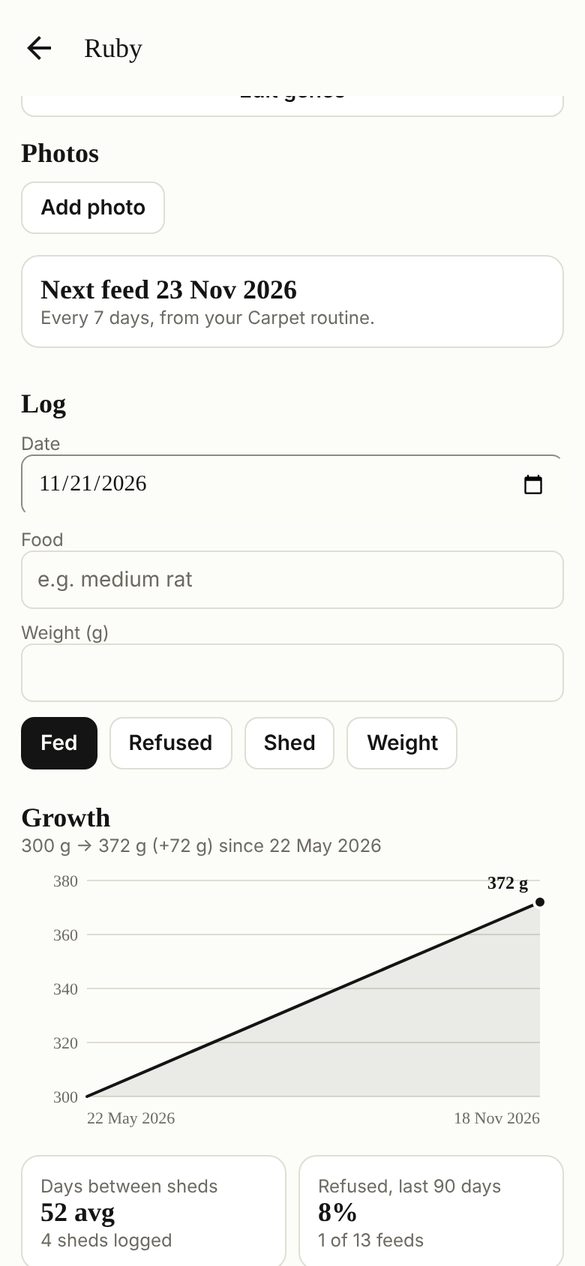 Ruby
Photos
Add photo
Next feed 23 Nov 2026
Every 7 days, from your Carpet routine.
Log
Date
11/21/2026
Food
e.g. medium rat
Weight (g)
Fed Refused Shed Weight
Growth
300 g → 372 g (+72 g) since 22 May 2026
380
372 g
360
340
320
300
22 May 2026 18 Nov 2026
Days between sheds
52 avg
4 sheds logged
Refused, last 90 days
8%
1 of 13 feeds